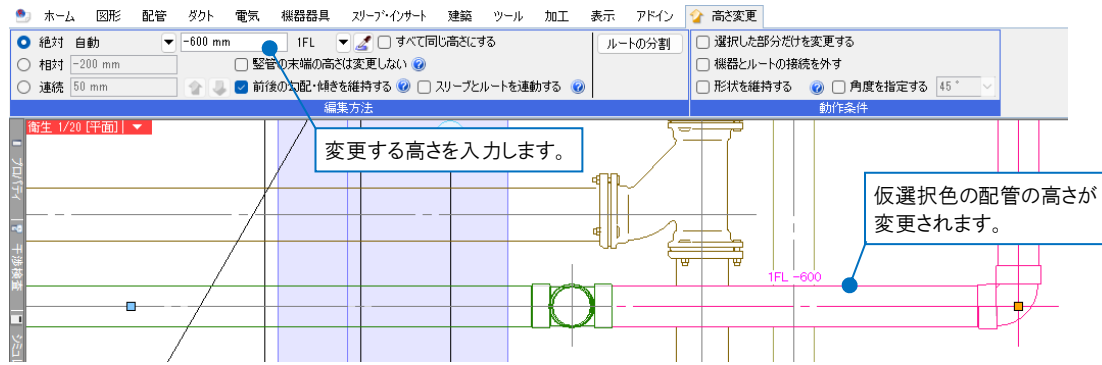 ホーム 図形 配管 ダクト 電気 機器器具 スリーブ・インサート 建築 ツール 加工 表示 アドイン 高さ変更
絶対 自動 -600 mm 1FL すべて同じ高さにする ルートの分割 選択した部分だけを変更する
相対 -200 mm 竪管の末端の高さは変更しない 機器とルートの接続を外す
連続 50 mm 前後の勾配・傾きを維持する スリーブとルートを連動する 形状を維持する 角度を指定する 45 °
編集方法 動作条件
衛生 1/20 [平面]
変更する高さを入力します。
プロパティ
仮選択色の配管の高さが
変更されます。
干渉検査
1FL -600